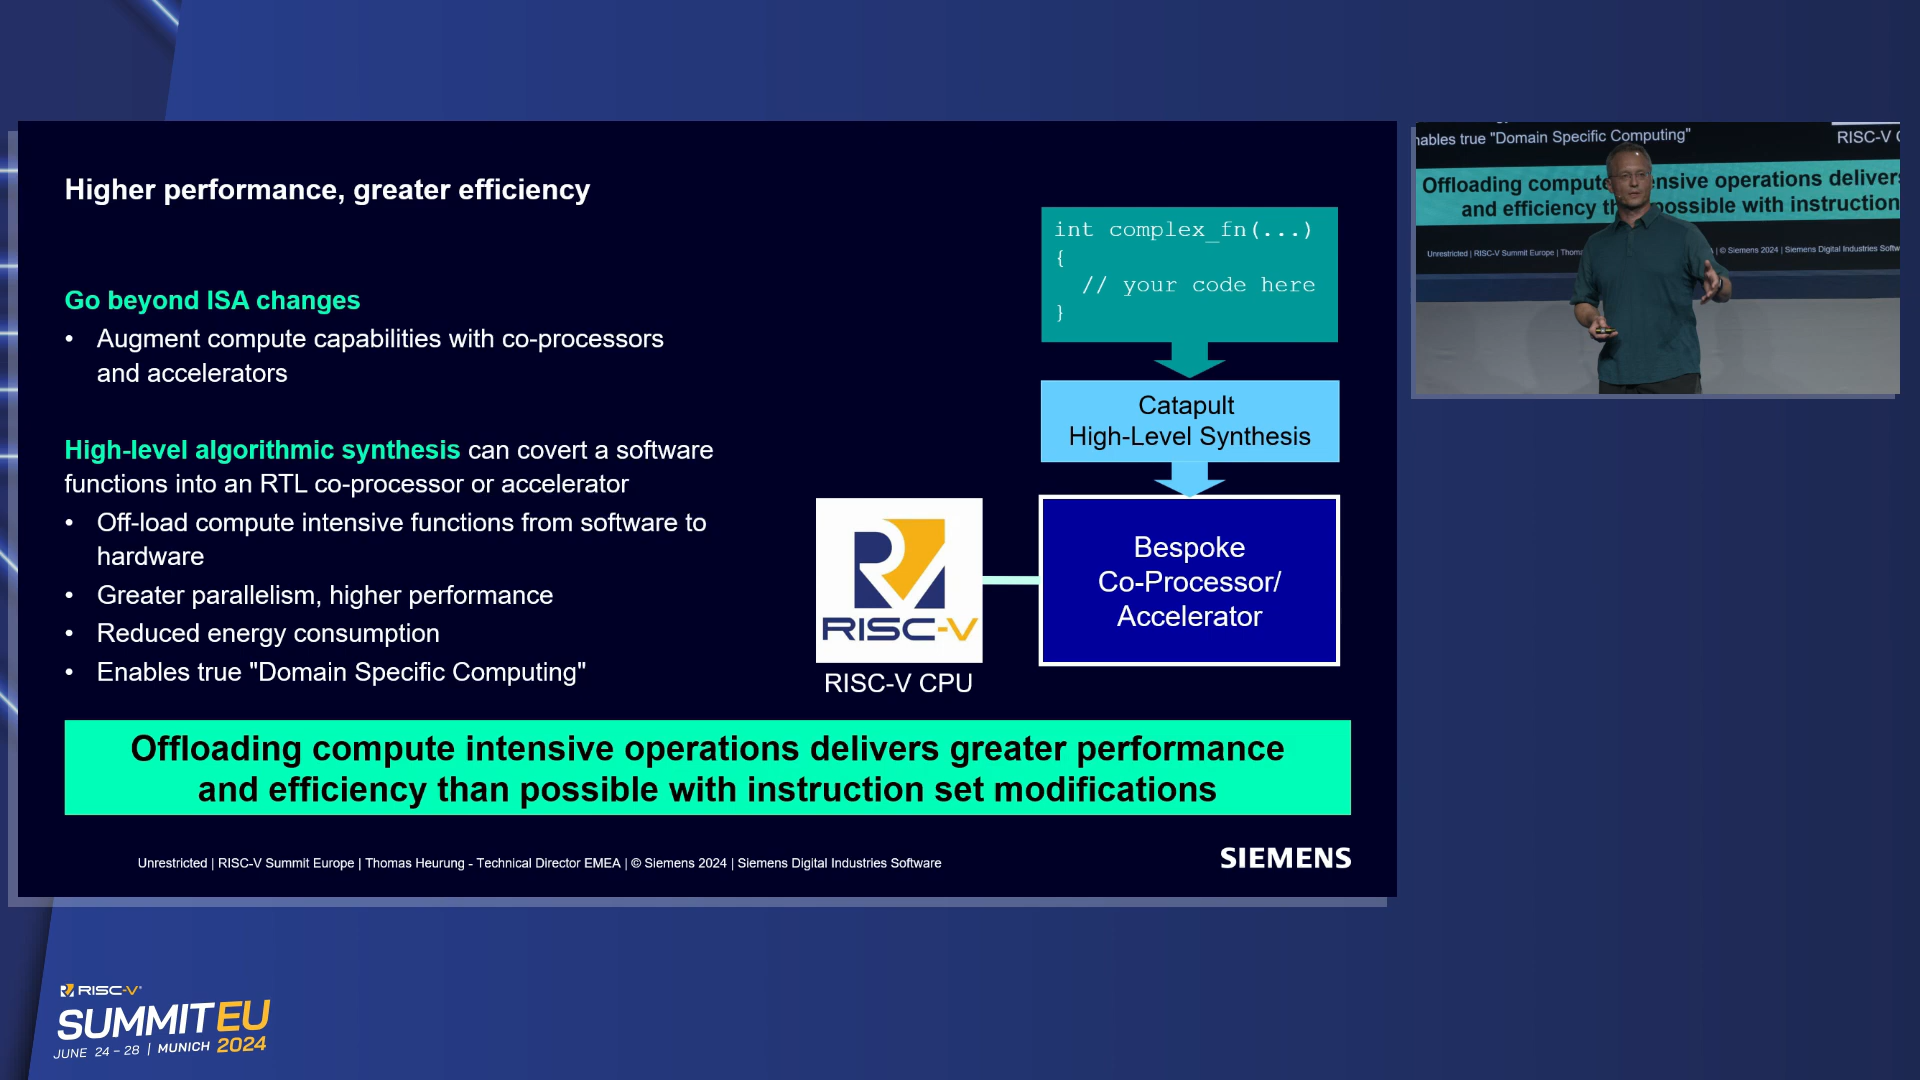 Higher performance, greater efficiency
Go beyond ISA changes
• Augment compute capabilities with co-processors
and accelerators
High-level algorithmic synthesis can covert a software
functions into an RTL co-processor or accelerator
• Off-load compute intensive functions from software to
hardware
• Greater parallelism, higher performance
• Reduced energy consumption
• Enables true "Domain Specific Computing"
int complex_fn(...)
{
// your code here
}
Catapult
High-Level Synthesis
Bespoke
Co-Processor/
Accelerator
RISC-V
RISC-V CPU
Offloading compute intensive operations delivers greater performance
and efficiency than possible with instruction set modifications
Unrestricted | RISC-V Summit Europe | Thomas Heurung - Technical Director EMEA | © Siemens 2024 | Siemens Digital Industries Software
SIEMENS
nables true "Domain Specific Computing"
RISC-V C
Offloading compute ensive operations delivers
and efficiency th possible with instruction
Unrestricted | RISC-V Summit Europe | Thom © Siemens 2024 | Siemens Digital Industries Softw
RISC-V
SUMMIT EU
JUNE 24 – 28 | MUNICH 2024